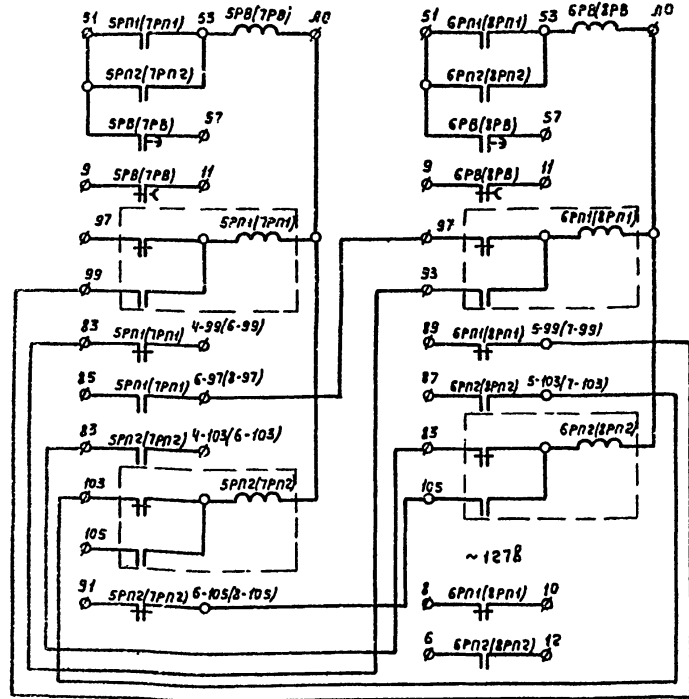 51 5РП1(7РП1) 53 5РВ(7РВ) ЛО
5РП2(7РП2)
5РВ(7РВ) 57
9 5РВ(7РВ) 11
97 5РП1(7РП1)
99
83 5РП1(7РП1) 4-99(6-99)
85 5РП1(7РП1) 6-97(8-97)
83 5РП2(7РП2) 4-103(6-103)
103 5РП2(7РП2)
105
91 5РП2(7РП2) 6-105(8-105)
51 6РП1(8РП1) 53 6РВ(8РВ ЛО
6РП2(8РП2)
6РВ(8РВ) 57
9 6РВ(8РВ) 11
97 6РП1(8РП1)
93
89 6РП1(8РП1) 5-99(7-99)
87 6РП2(8РП2) 5-103(7-103)
83 6РП2(8РП2)
105
~127В
8 6РП1(8РП1) 10
6 6РП2(8РП2) 12